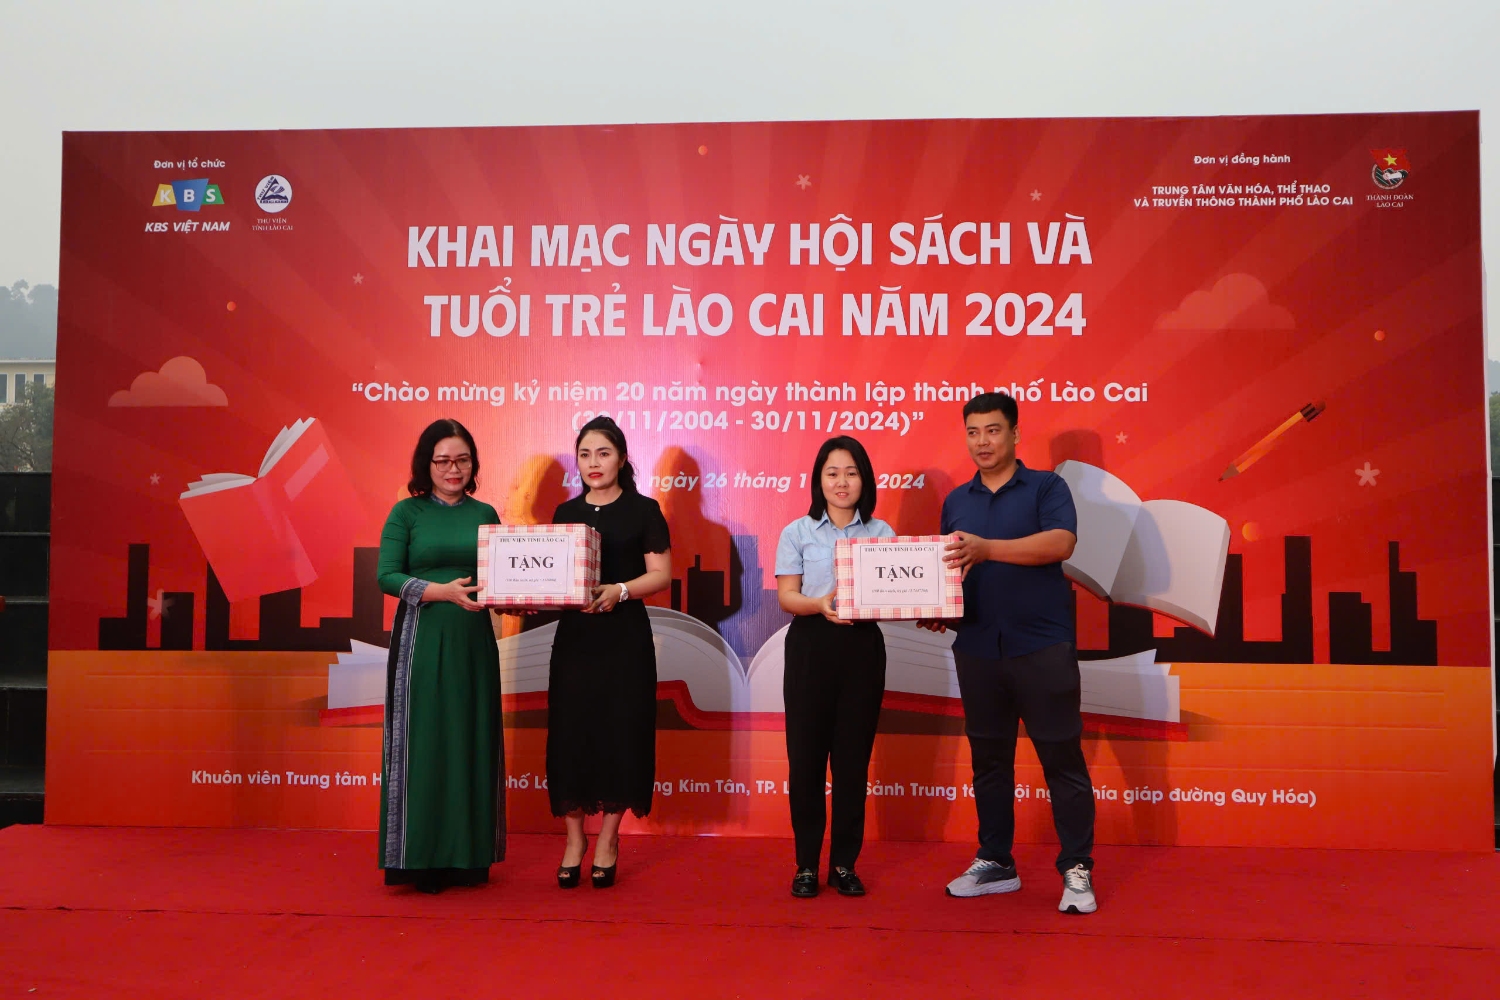 Đơn vị tổ chức
KBS
KBS VIỆT NAM
THƯ VIỆN
TỈNH LÀO CAI
Đơn vị đồng hành
TRUNG TÂM VĂN HÓA, THỂ THAO
VÀ TRUYỀN THÔNG THÀNH PHỐ LÀO CAI
THÀNH ĐOÀN
LÀO CAI
KHAI MẠC NGÀY HỘI SÁCH VÀ
TUỔI TRẺ LÀO CAI NĂM 2024
“Chào mừng kỷ niệm 20 năm ngày thành lập thành phố Lào Cai
/11/2004 - 30/11/2024)”
ngày 26 tháng 2024
THƯ VIỆN TỈNH LÀO CAI
TẶNG
THƯ VIỆN TỈNH LÀO CAI
TẶNG
Khuôn viên Trung tâm phố Kim Tân, TP. Sảnh Trung giáp đường Quy Hóa)